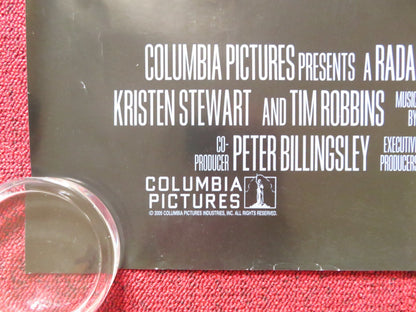 COLUMBIA PICTURES PRESENTS A RADA
KRISTEN STEWART AND TIM ROBBINS MUSIC BY
CO-PRODUCER PETER BILLINGSLEY EXECUTIVE PRODUCERS
COLUMBIA
PICTURES
© 2005 COLUMBIA PICTURES INDUSTRIES, INC. ALL RIGHTS RESERVED.